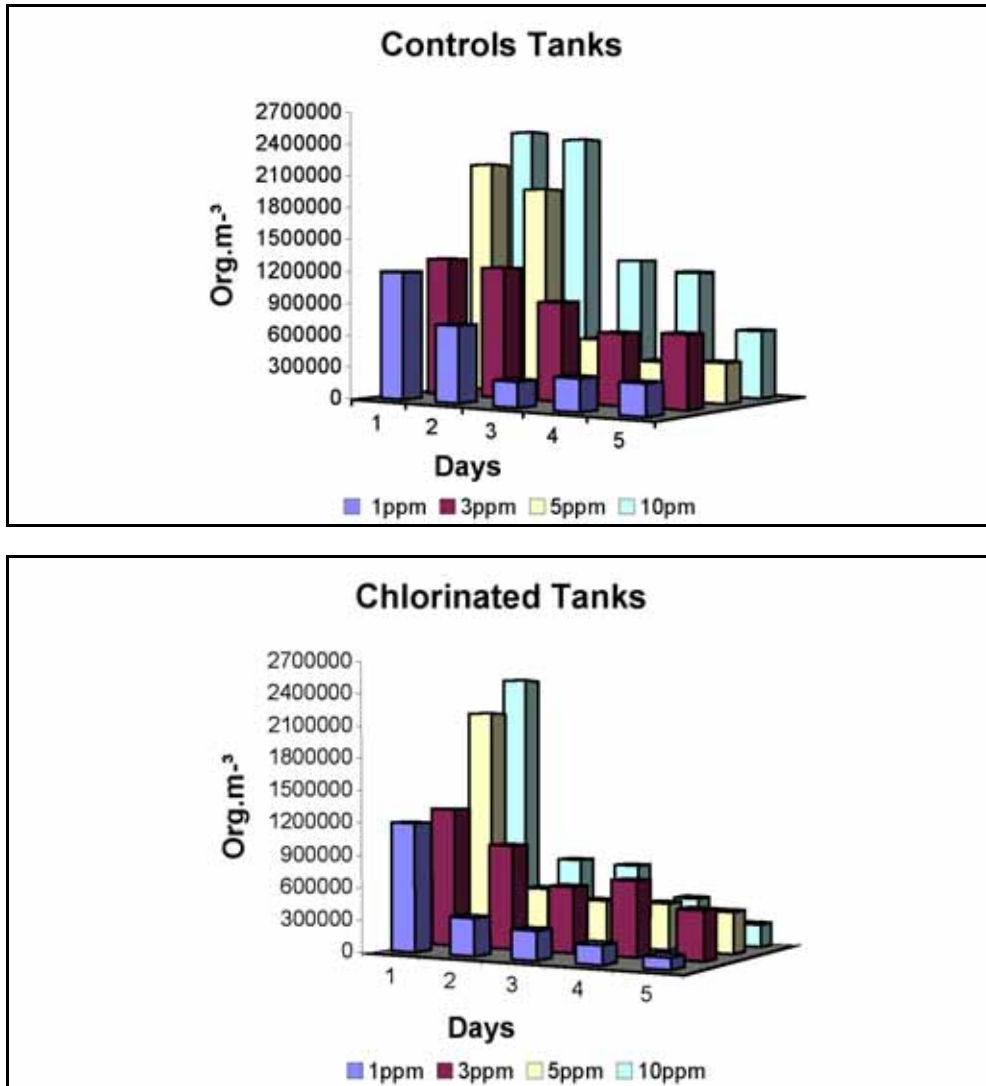 Controls Tanks
2700000
2400000
2100000
1800000
1500000
1200000
900000
600000
300000
0
Org.m-³
1 2 3 4 5
Days
1ppm 3ppm 5ppm 10pm
Chlorinated Tanks
2700000
2400000
2100000
1800000
1500000
1200000
900000
600000
300000
0
Org.m-³
1 2 3 4 5
Days
1ppm 3ppm 5ppm 10ppm